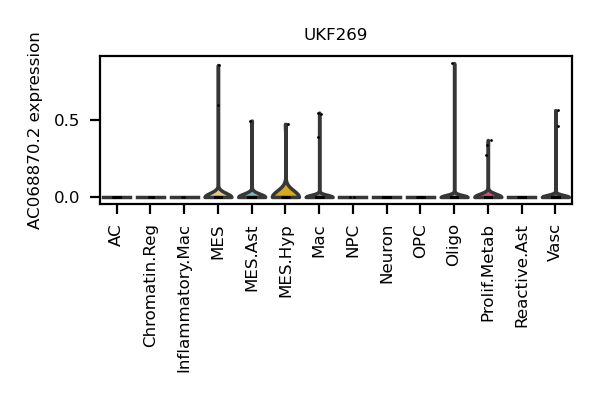 UKF269
AC068870.2 expression
0.5
0.0
AC
Chromatin.Reg
Inflammatory.Mac
MES
MES.Ast
MES.Hyp
Mac
NPC
Neuron
OPC
Oligo
Prolif.Metab
Reactive.Ast
Vasc